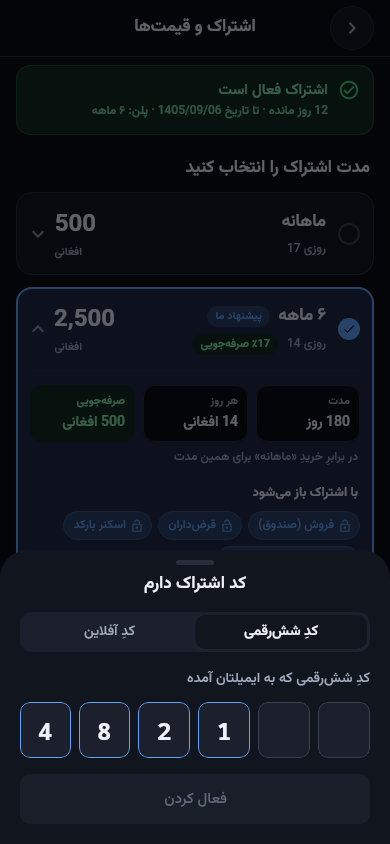 اشتراک و قیمت‌ها
اشتراک فعال است
12 روز مانده · تا تاریخ 1405/09/06 · پلن: ۶ ماهه
مدت اشتراک را انتخاب کنید
ماهانه
500
روزی 17
افغانی
۶ ماهه
پیشنهاد ما
2,500
روزی 14
17٪ صرفه‌جویی
افغانی
مدت
هر روز
صرفه‌جویی
180 روز
14 افغانی
500 افغانی
در برابرِ خریدِ «ماهانه» برای همین مدت
با اشتراک باز می‌شود
فروش (صندوق)
قرض‌داران
اسکنر بارکد
کد اشتراک دارم
کدِ شش‌رقمی
کدِ آفلاین
کدِ شش‌رقمی که به ایمیلتان آمده
4 8 2 1
فعال کردن